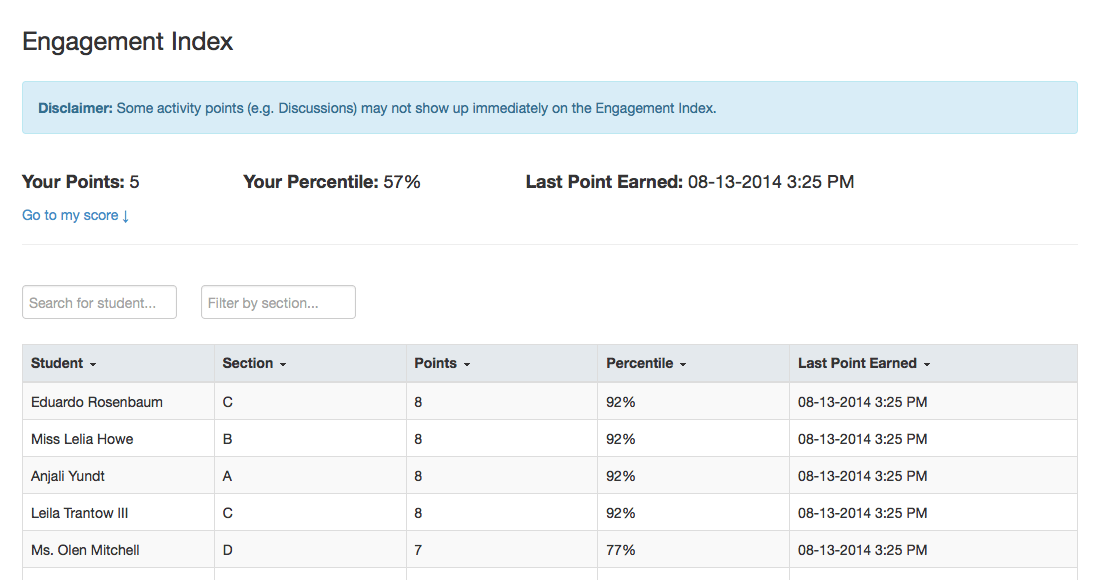 Engagement Index
Disclaimer: Some activity points (e.g. Discussions) may not show up immediately on the Engagement Index.
Your Points: 5 Your Percentile: 57% Last Point Earned: 08-13-2014 3:25 PM
Go to my score ↓
Search for student... Filter by section...
Student Section Points Percentile Last Point Earned
Eduardo Rosenbaum C 8 92% 08-13-2014 3:25 PM
Miss Lelia Howe B 8 92% 08-13-2014 3:25 PM
Anjali Yundt A 8 92% 08-13-2014 3:25 PM
Leila Trantow III C 8 92% 08-13-2014 3:25 PM
Ms. Olen Mitchell D 7 77% 08-13-2014 3:25 PM